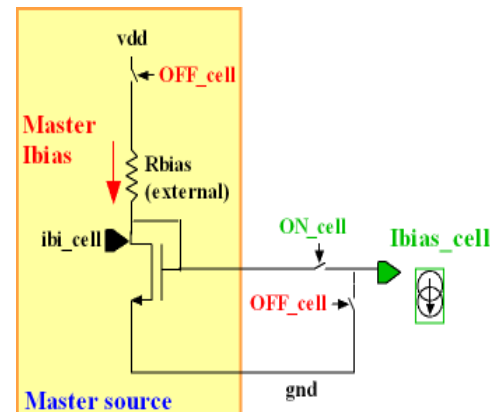 vdd
OFF_cell
Master
Ibias
Rbias
(external)
ibi_cell
ON_cell
Ibias_cell
OFF_cell
gnd
Master source